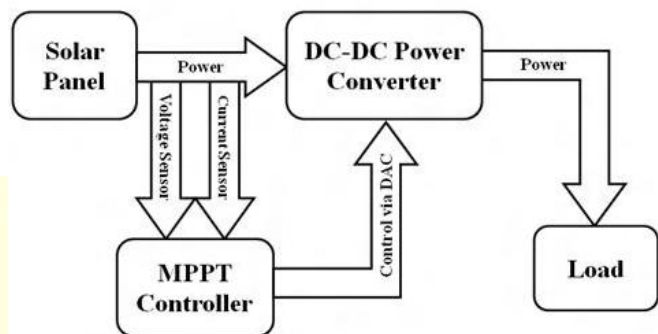 Solar
Panel
Power
DC-DC Power
Converter
Power
Voltage Sensor
Current Sensor
Control via DAC
MPPT
Controller
Load